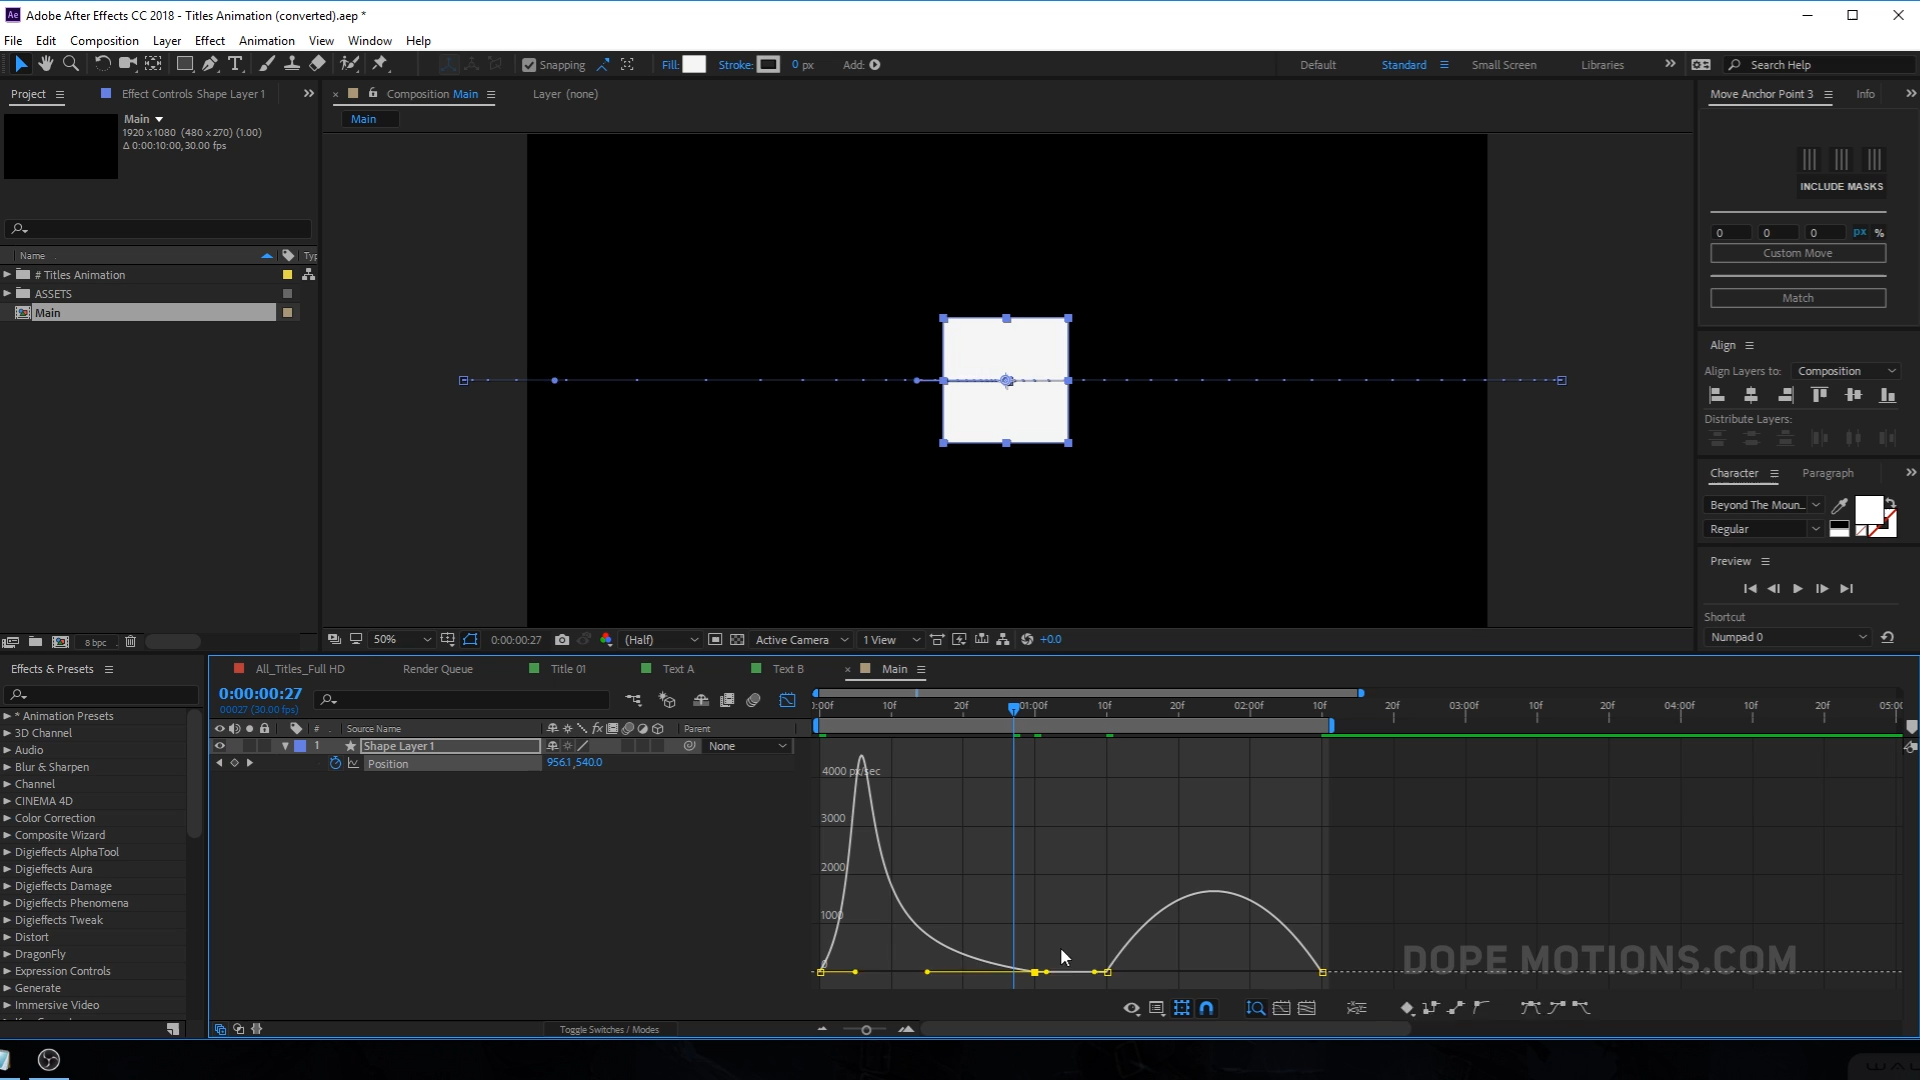 Adobe After Effects CC 2018 - Titles Animation (converted).aep *
File Edit Composition Layer Effect Animation View Window Help
Snapping Fill: Stroke: 0 px Add: Default Standard Small Screen Libraries Search Help
Project Effect Controls Shape Layer 1
Composition Main Layer (none)
Main
Main
1920 x 1080 (480 x 270) (1.00)
Δ 0:00:10:00, 30.00 fps
Name Typ
# Titles Animation
ASSETS
Main
8 bpc
50% 0:00:00:27 (Half) Active Camera 1 View +0.0
Move Anchor Point 3 Info
INCLUDE MASKS
0 0 0 px %
Custom Move
Match
Align
Align Layers to: Composition
Distribute Layers:
Character Paragraph
Beyond The Moun...
Regular
Preview
Shortcut
Numpad 0
Effects & Presets
* Animation Presets
3D Channel
Audio
Blur & Sharpen
Channel
CINEMA 4D
Color Correction
Composite Wizard
Digieffects AlphaTool
Digieffects Aura
Digieffects Damage
Digieffects Phenomena
Digieffects Tweak
Distort
DragonFly
Expression Controls
Generate
Immersive Video
All_Titles_Full HD Render Queue Title 01 Text A Text B Main
0:00:00:27
00027 (30.00 fps)
# Source Name fx Parent
1 Shape Layer 1 None
Position 956.1, 540.0
:00f 10f 20f 01:00f 10f 20f 02:00f 10f 20f 03:00f 10f 20f 04:00f 10f 20f 05:00
4000 px/sec
3000
2000
1000
0
DOPE MOTIONS.COM
Toggle Switches / Modes